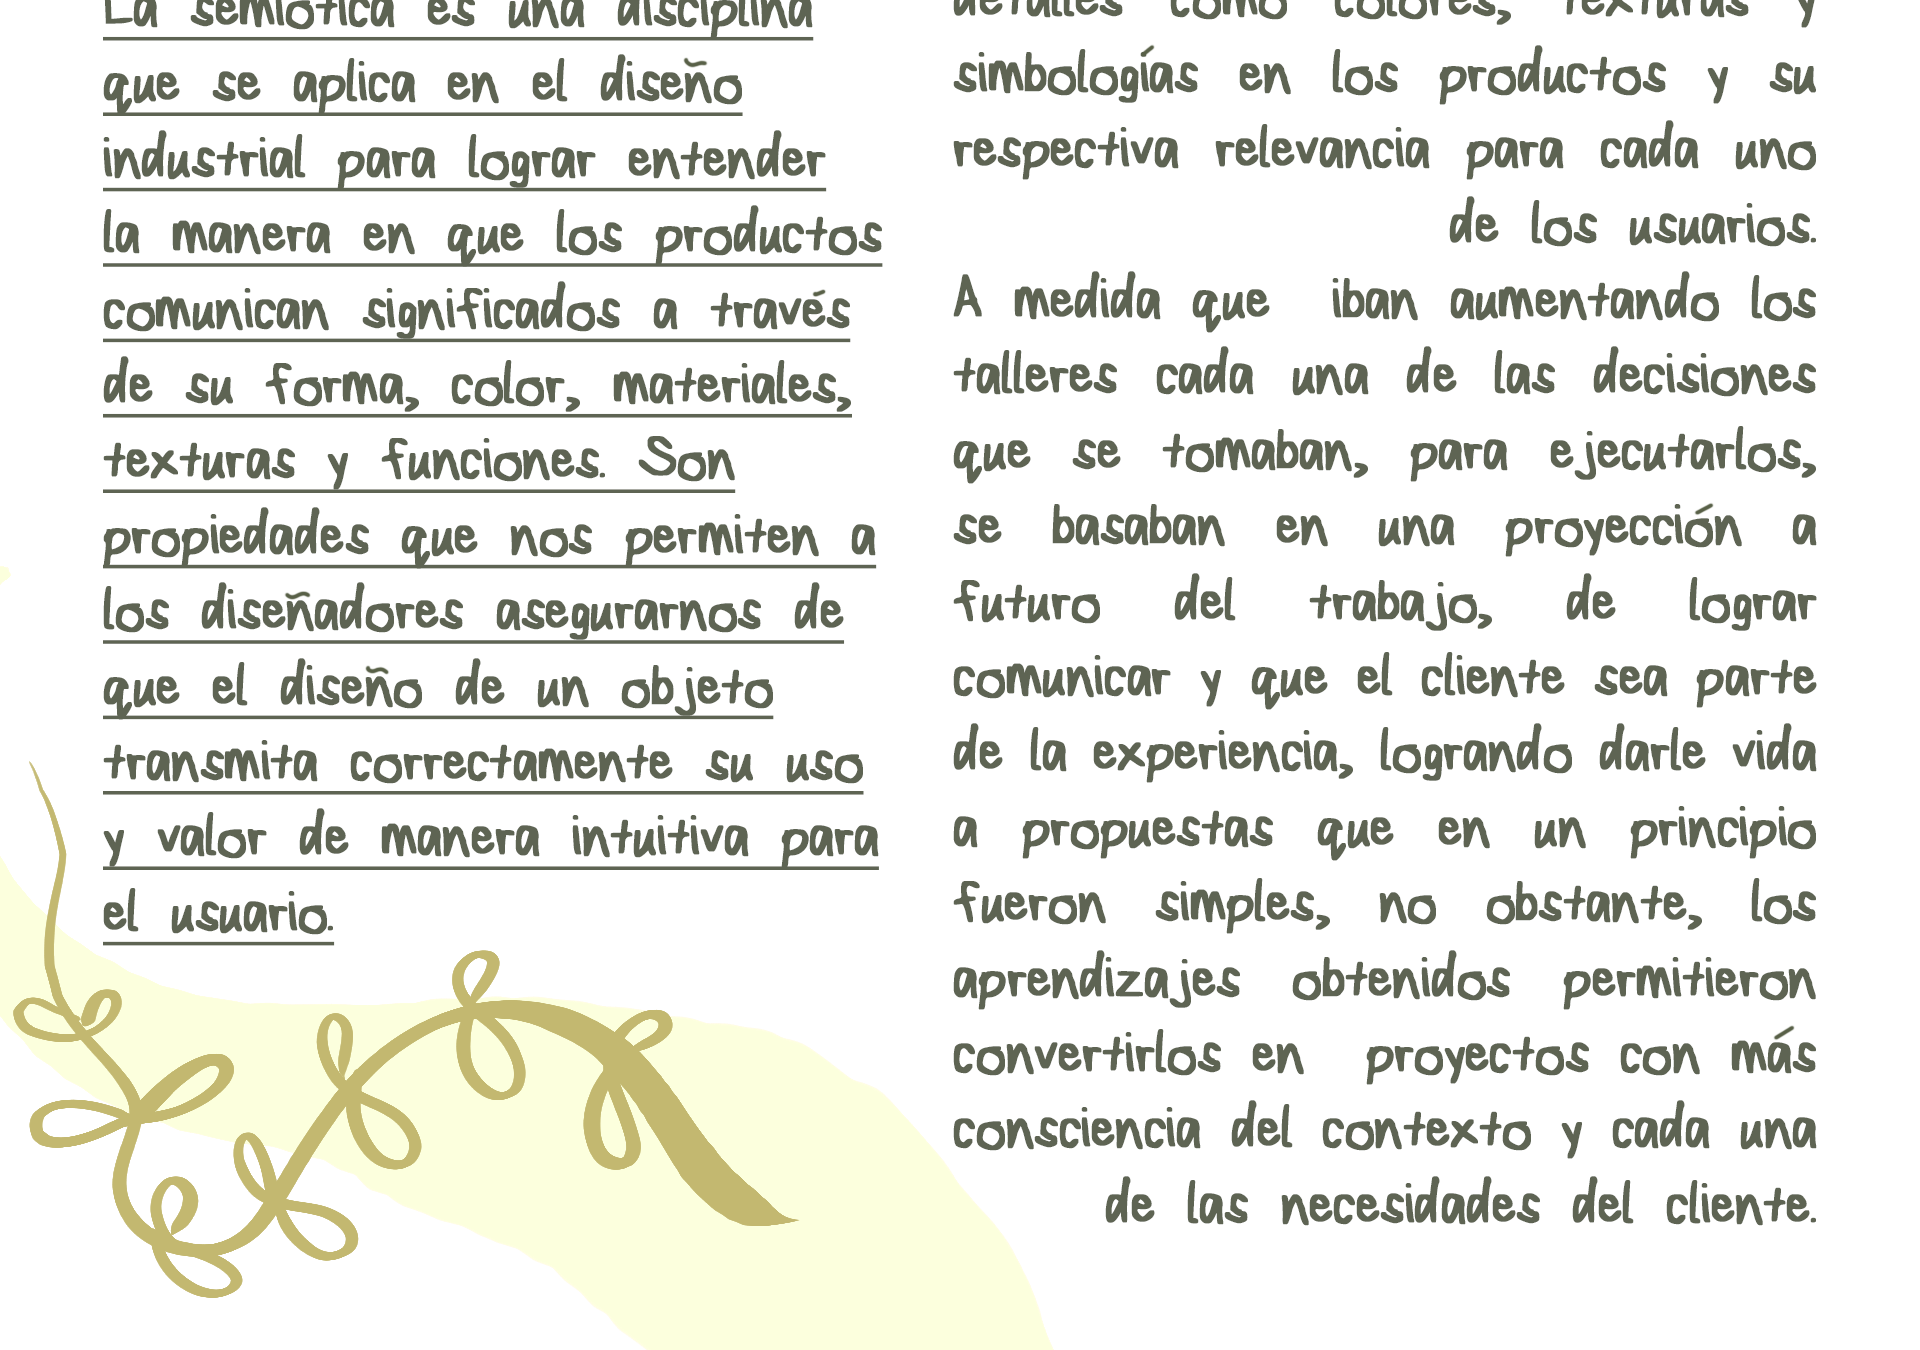 La semiótica es una disciplina
que se aplica en el diseño
industrial para lograr entender
la manera en que los productos
comunican significados a través
de su forma, color, materiales,
texturas y funciones. Son
propiedades que nos permiten a
los diseñadores asegurarnos de
que el diseño de un objeto
transmita correctamente su uso
y valor de manera intuitiva para
el usuario.
detalles como colores, texturas y
simbologías en los productos y su
respectiva relevancia para cada uno
de los usuarios.
A medida que iban aumentando los
talleres cada una de las decisiones
que se tomaban, para ejecutarlos,
se basaban en una proyección a
futuro del trabajo, de lograr
comunicar y que el cliente sea parte
de la experiencia, logrando darle vida
a propuestas que en un principio
fueron simples, no obstante, los
aprendizajes obtenidos permitieron
convertirlos en proyectos con más
consciencia del contexto y cada una
de las necesidades del cliente.